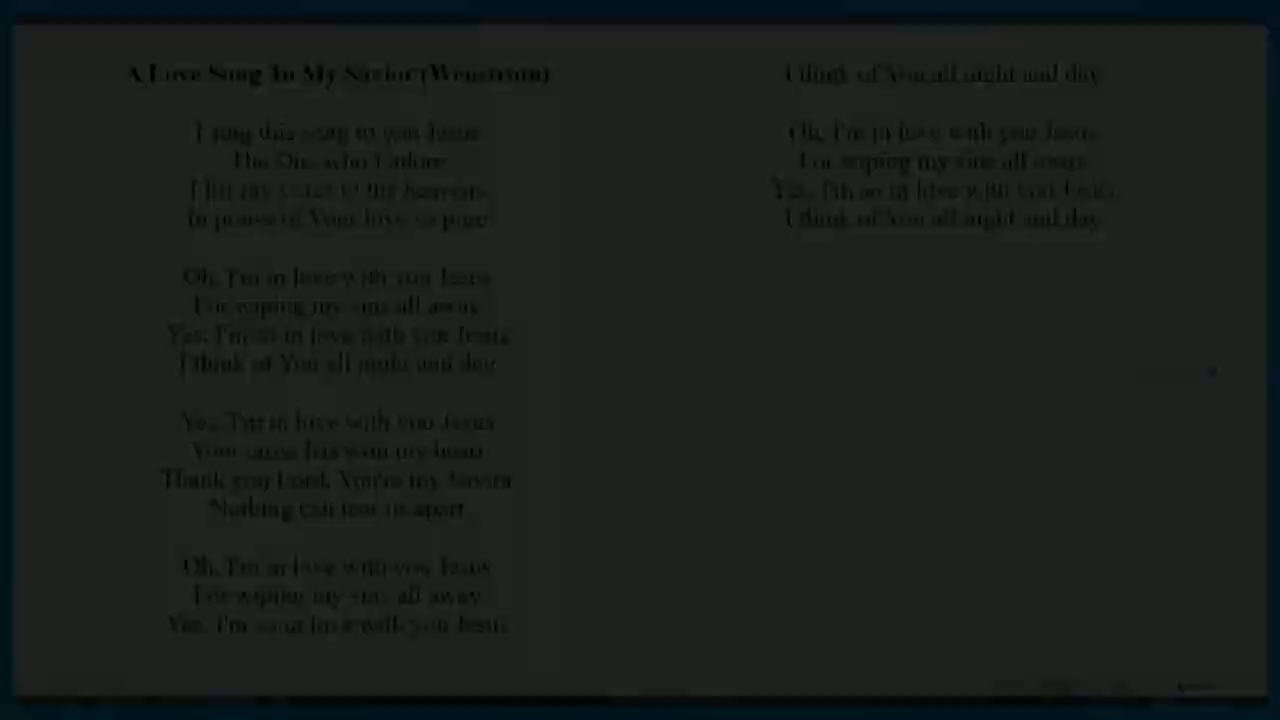 A Love Song To My Savior (Wenstrom)
I sing this song to you Jesus
The One who I adore
I lift my voice to the heavens
In praise of Your love so pure
Oh, I'm in love with you Jesus
For wiping my sins all away
Yes, I'm so in love with you Jesus
I think of You all night and day
Yes, I'm in love with you Jesus
Your grace has won my heart
Thank you Lord, You're my Savior
Nothing can tear us apart
Oh, I'm in love with you Jesus
For wiping my sins all away
Yes, I'm so in love with you Jesus
I think of You all night and day
Oh, I'm in love with you Jesus
For wiping my sins all away
Yes, I'm so in love with you Jesus
I think of You all night and day